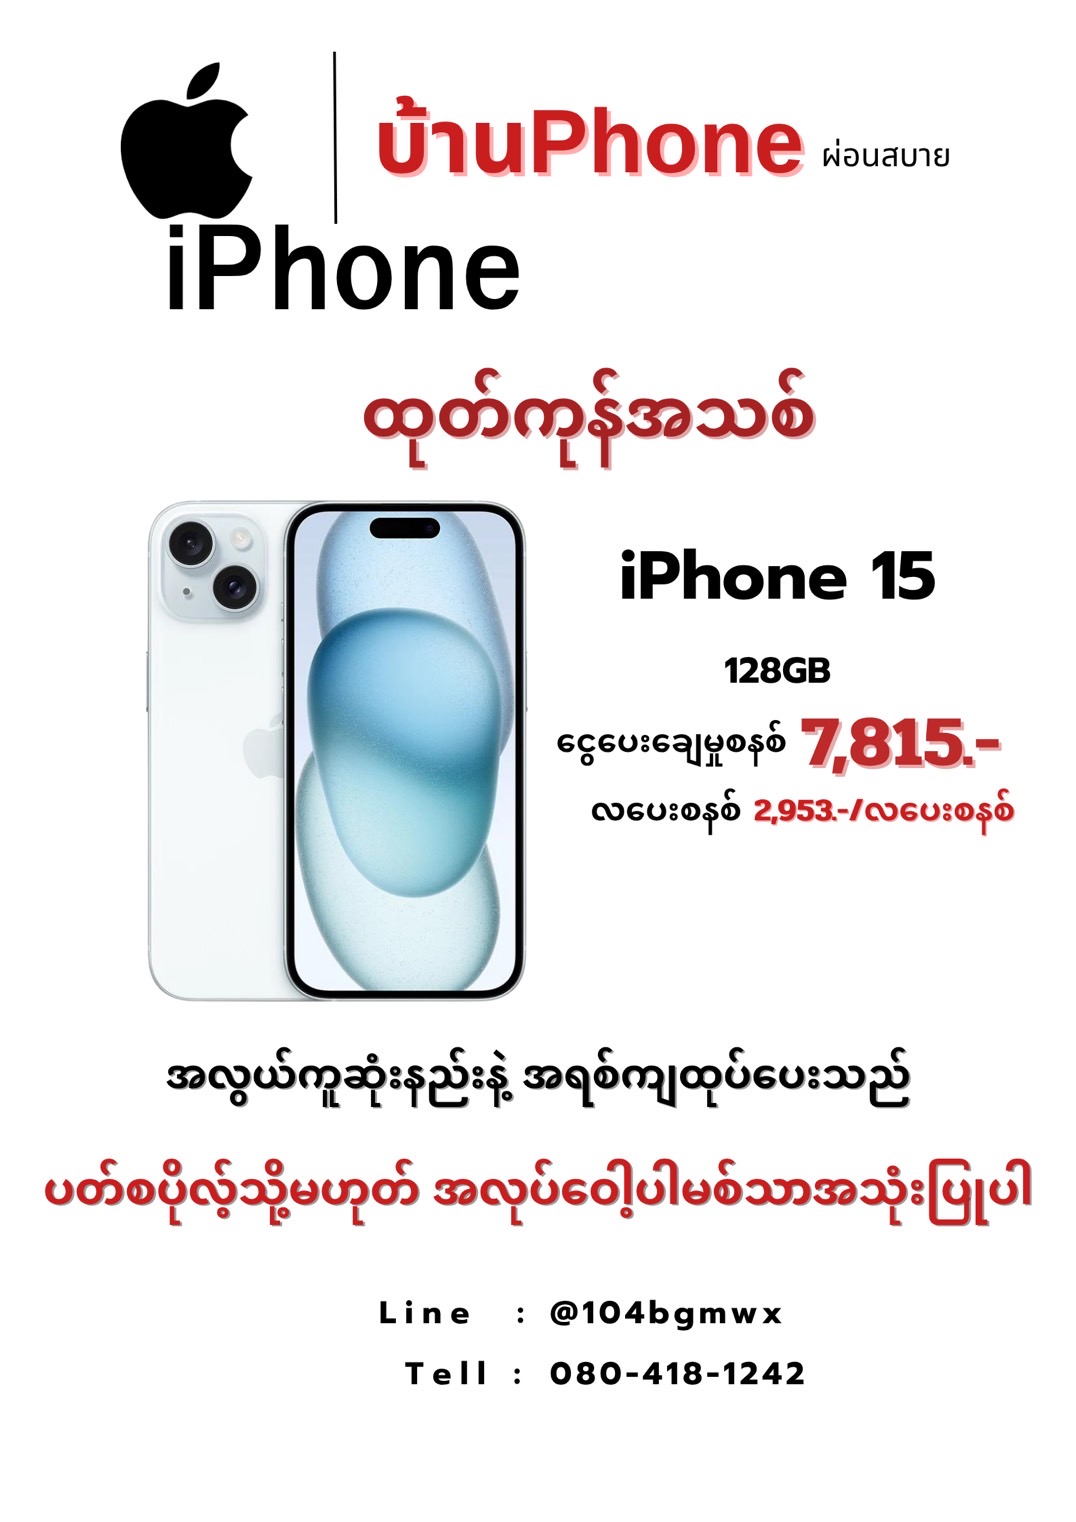 บ้านPhone ผ่อนสบาย
iPhone
ထုတ်ကုန်အသစ်
iPhone 15
128GB
ငွေပေးချေမှုစနစ် 7,815.-
လပေးစနစ် 2,953.-/လပေးစနစ်
အလွယ်ကူဆုံးနည်းနဲ့ အရစ်ကျထုပ်ပေးသည်
ပတ်စပိုလ့်သို့မဟုတ် အလုပ်ဝေါ့ပါမစ်သာအသုံးပြုပါ
Line : @104bgmwx
Tell : 080-418-1242